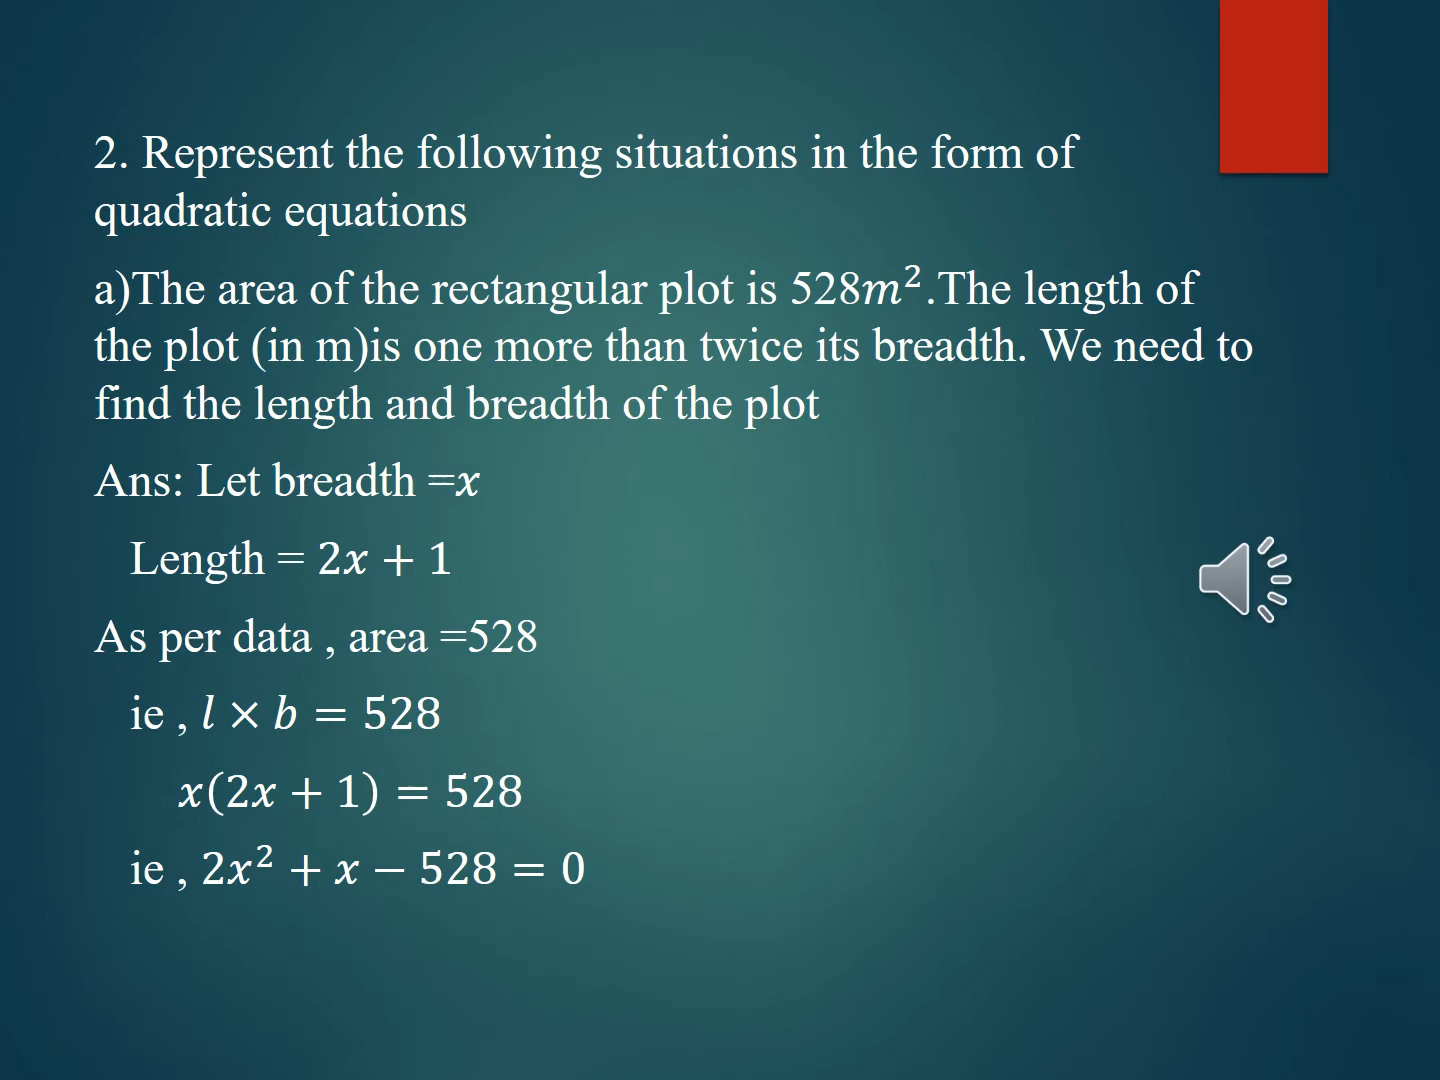 2. Represent the following situations in the form of
quadratic equations
a)The area of the rectangular plot is 528𝑚².The length of
the plot (in m)is one more than twice its breadth. We need to
find the length and breadth of the plot
Ans: Let breadth =𝑥
Length = 2𝑥 + 1
As per data , area =528
ie , 𝑙 × 𝑏 = 528
𝑥(2𝑥 + 1) = 528
ie , 2𝑥² + 𝑥 − 528 = 0